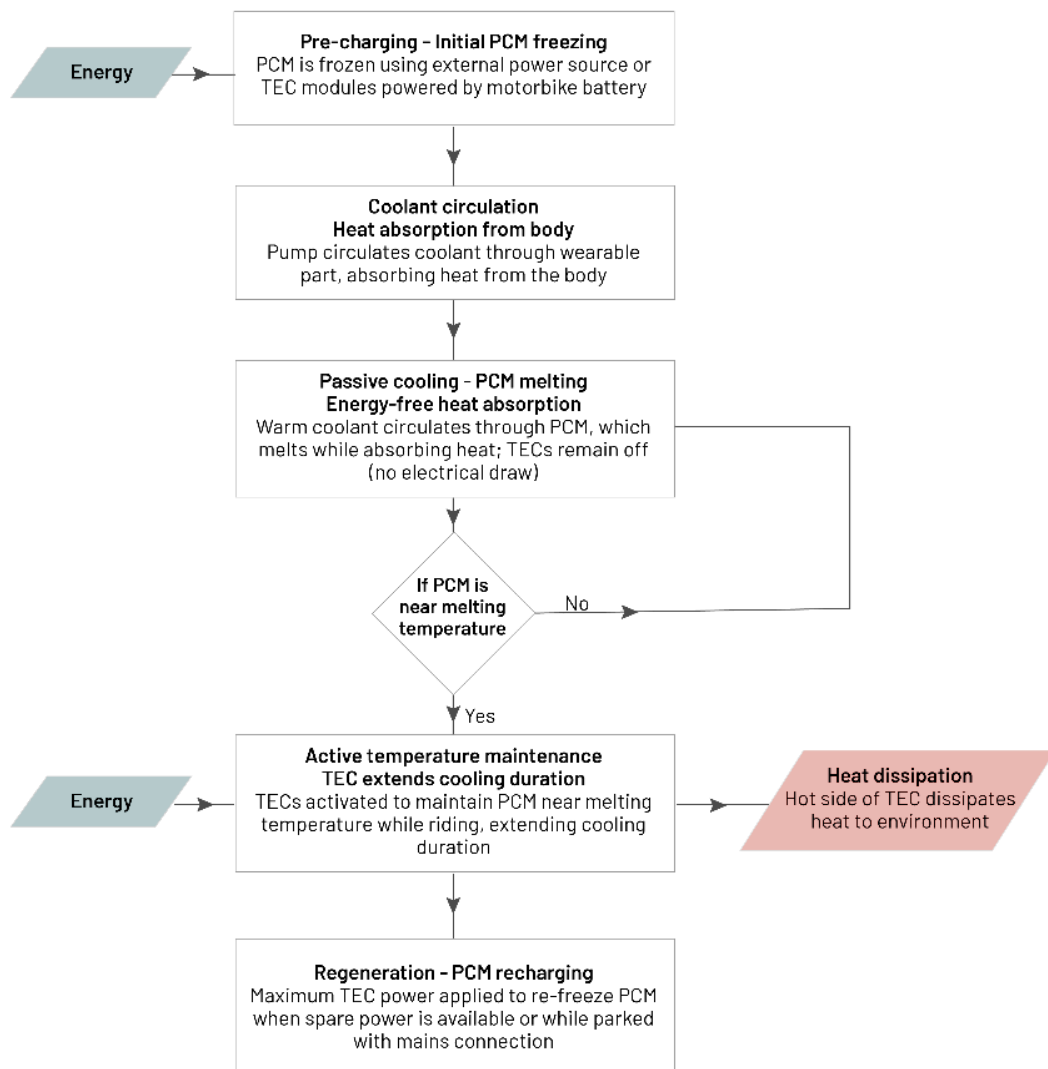 Pre-charging - Initial PCM freezing
Energy
PCM is frozen using external power source or
TEC modules powered by motorbike battery
Coolant circulation
Heat absorption from body
Pump circulates coolant through wearable
part, absorbing heat from the body
Passive cooling - PCM melting
Energy-free heat absorption
Warm coolant circulates through PCM, which
melts while absorbing heat; TECs remain off
(no electrical draw)
If PCM is
near melting
temperature
No
Yes
Active temperature maintenance
TEC extends cooling duration
Energy
TECs activated to maintain PCM near melting
temperature while riding, extending cooling
duration
Heat dissipation
Hot side of TEC dissipates
heat to environment
Regeneration - PCM recharging
Maximum TEC power applied to re-freeze PCM
when spare power is available or while parked
with mains connection